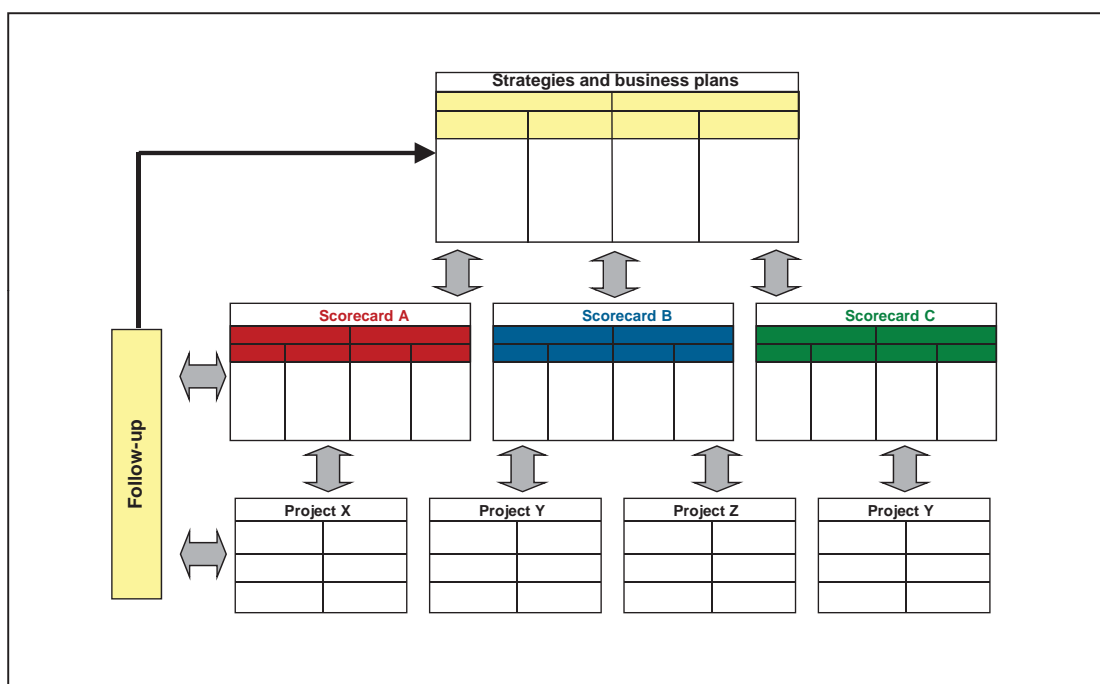 Strategies and business plans
Scorecard A
Scorecard B
Scorecard C
Follow-up
Project X
Project Y
Project Z
Project Y